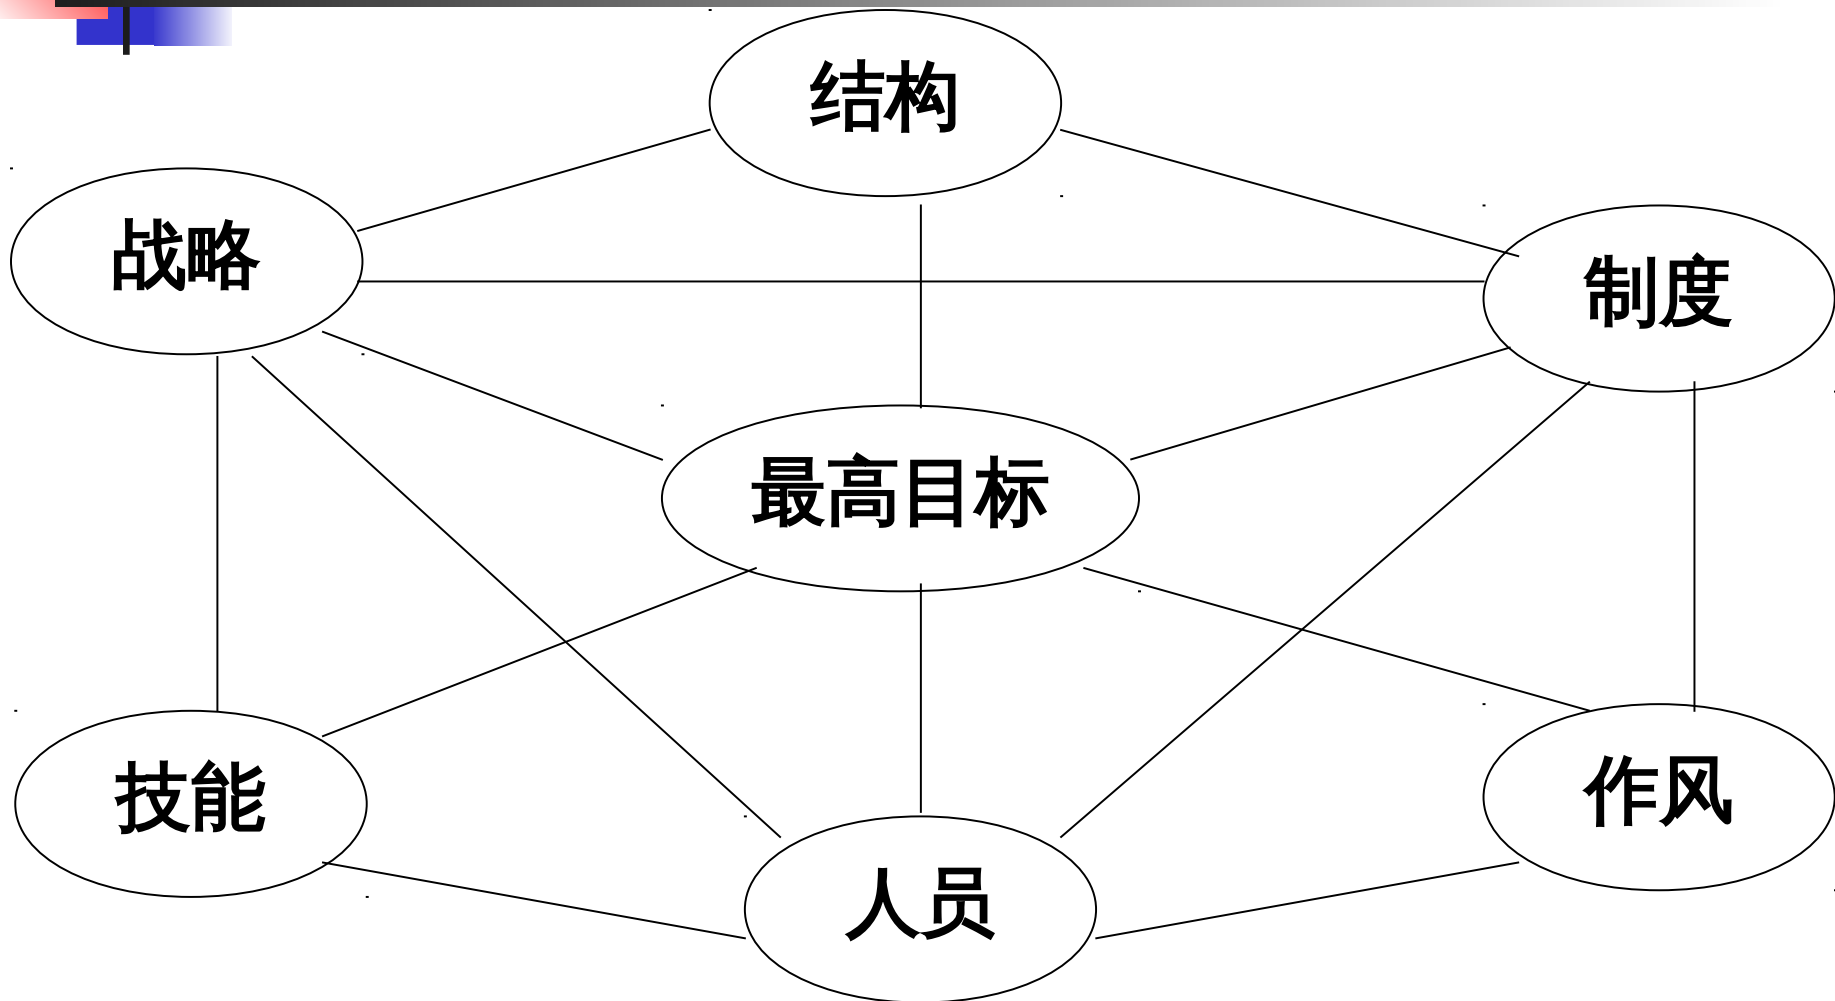 结构
战略
制度
最高目标
技能
作风
人员